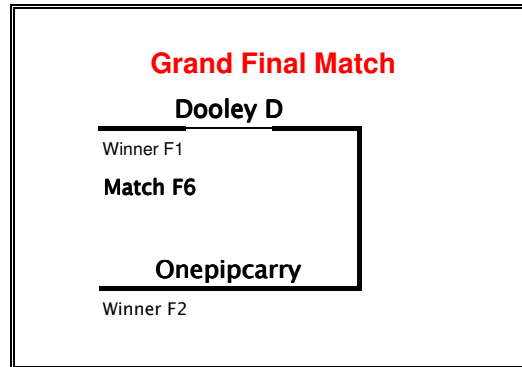 Grand Final Match
Dooley D
Winner F1
Match F6
Onepipcarry
Winner F2